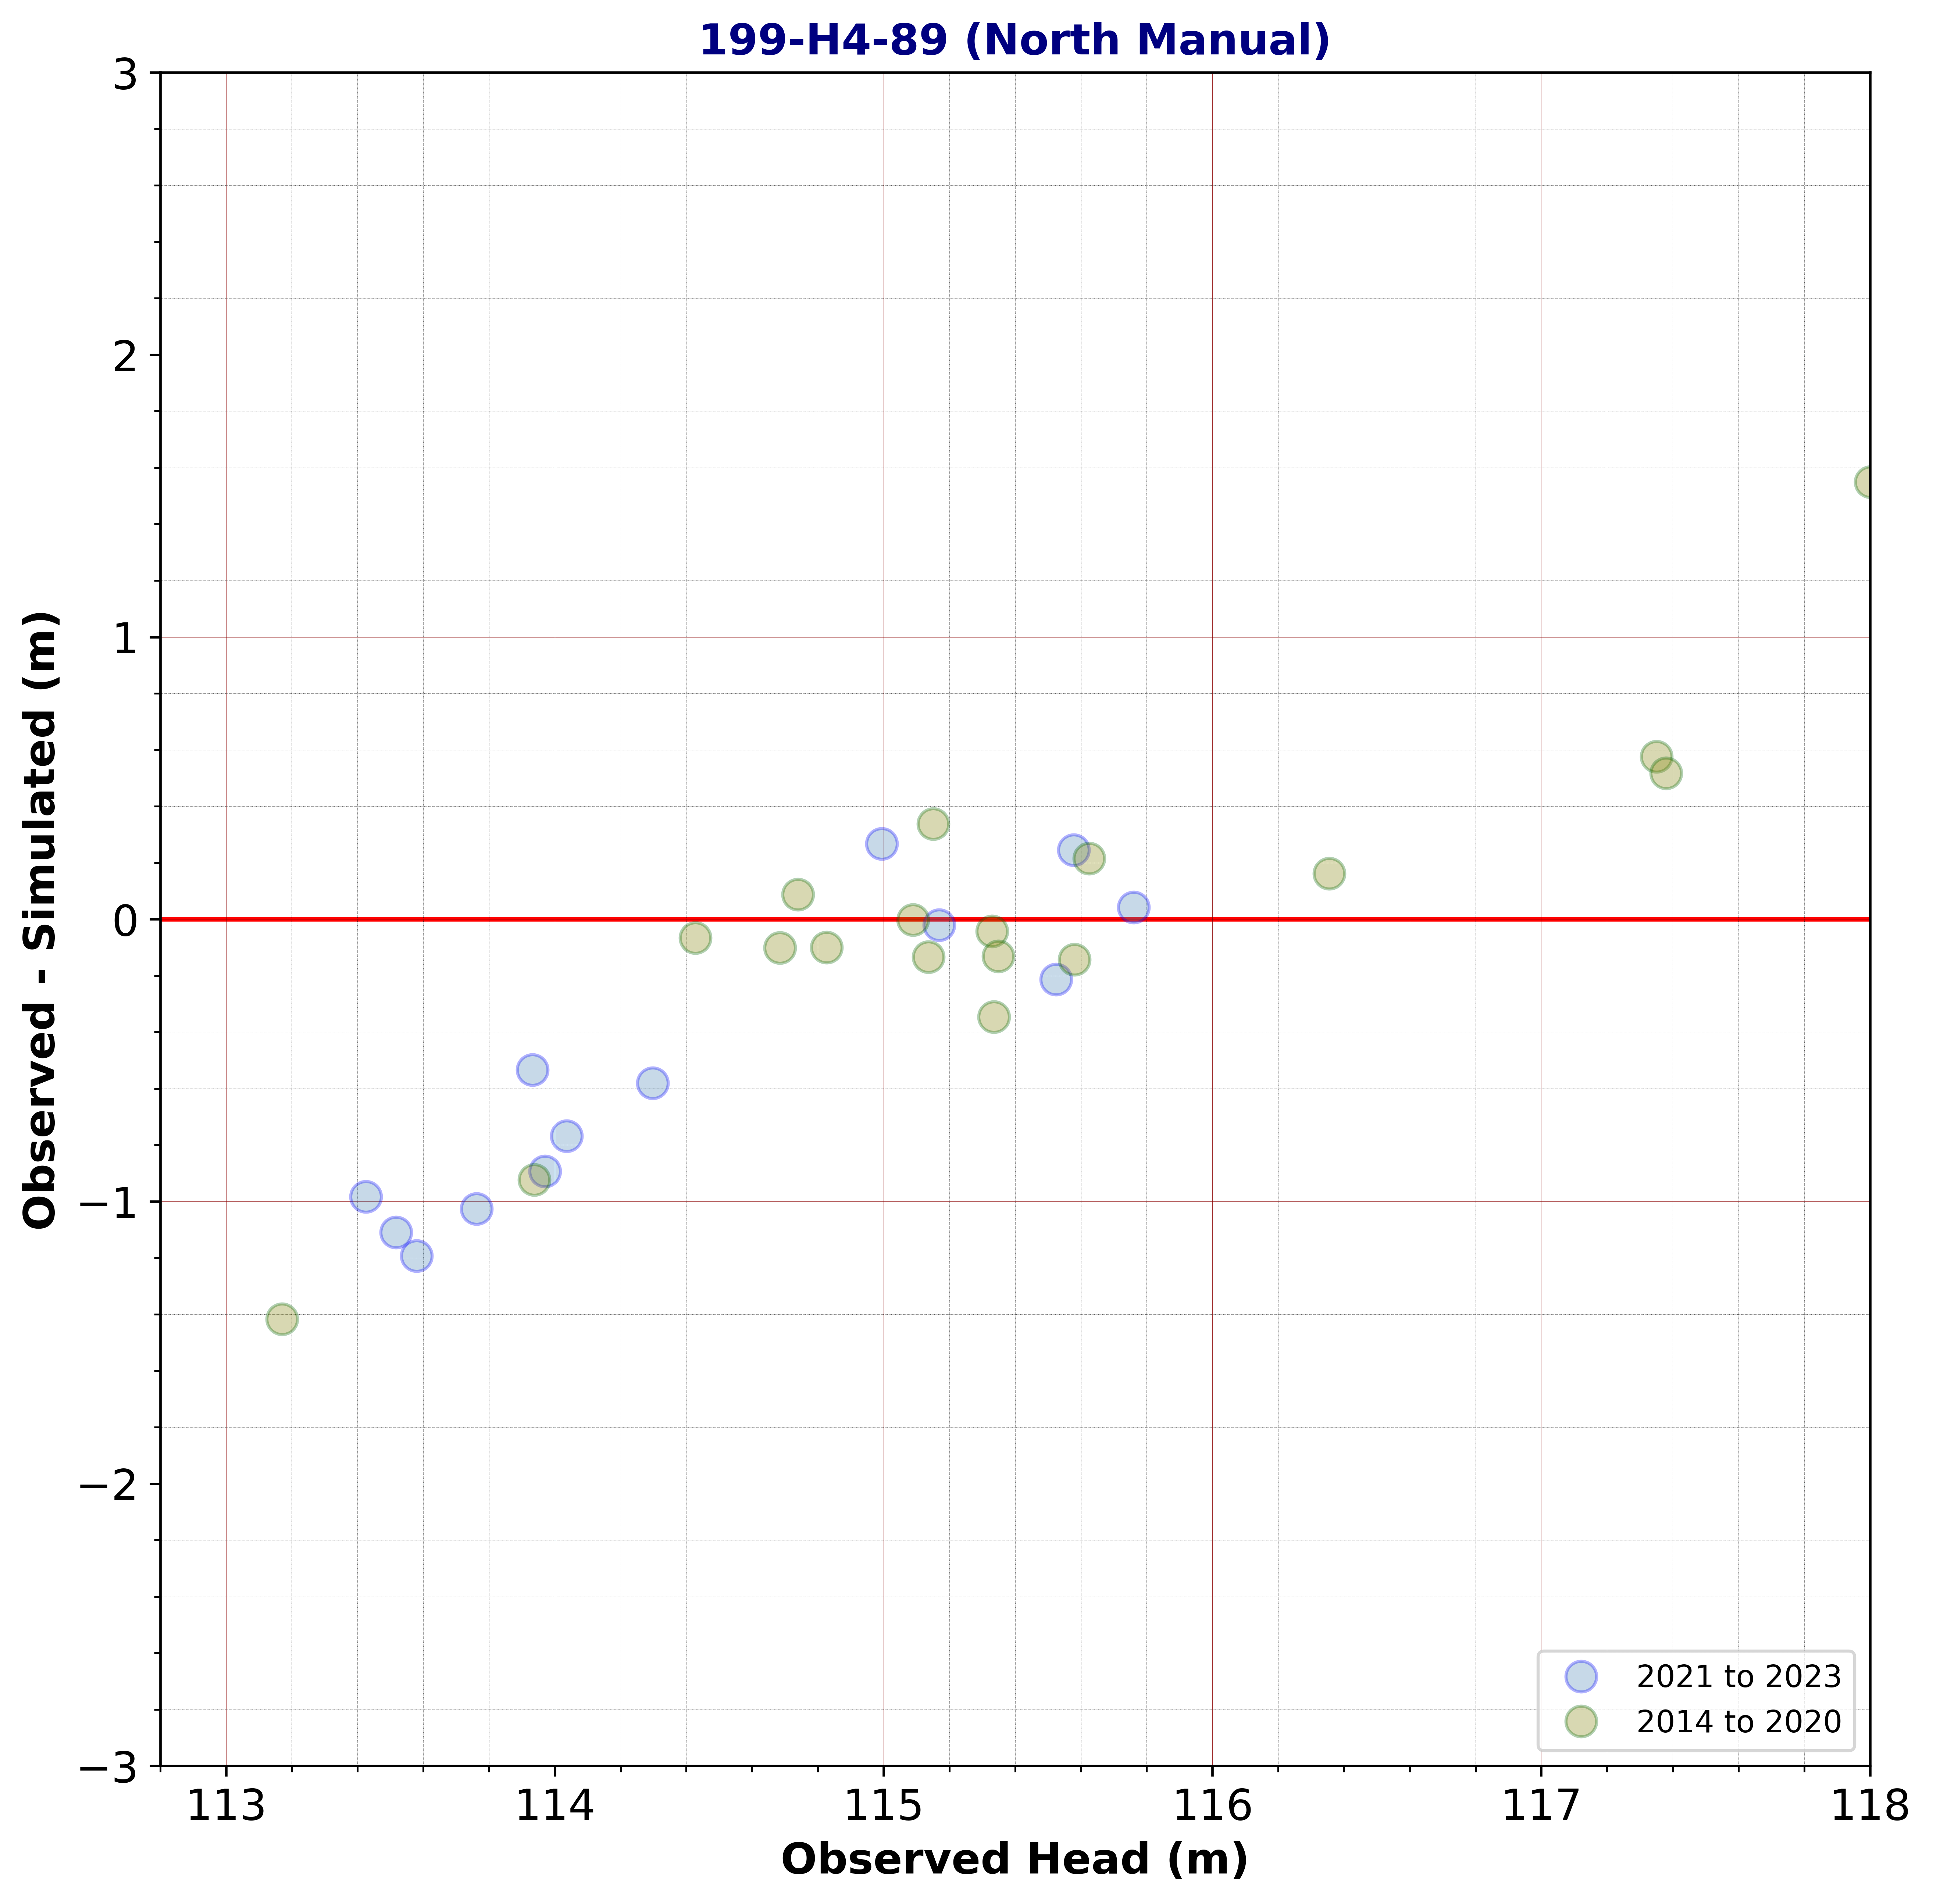 199-H4-89 (North Manual)
3
2
1
0
−1
−2
−3
Observed - Simulated (m)
113
114
115
116
117
118
Observed Head (m)
2021 to 2023
2014 to 2020